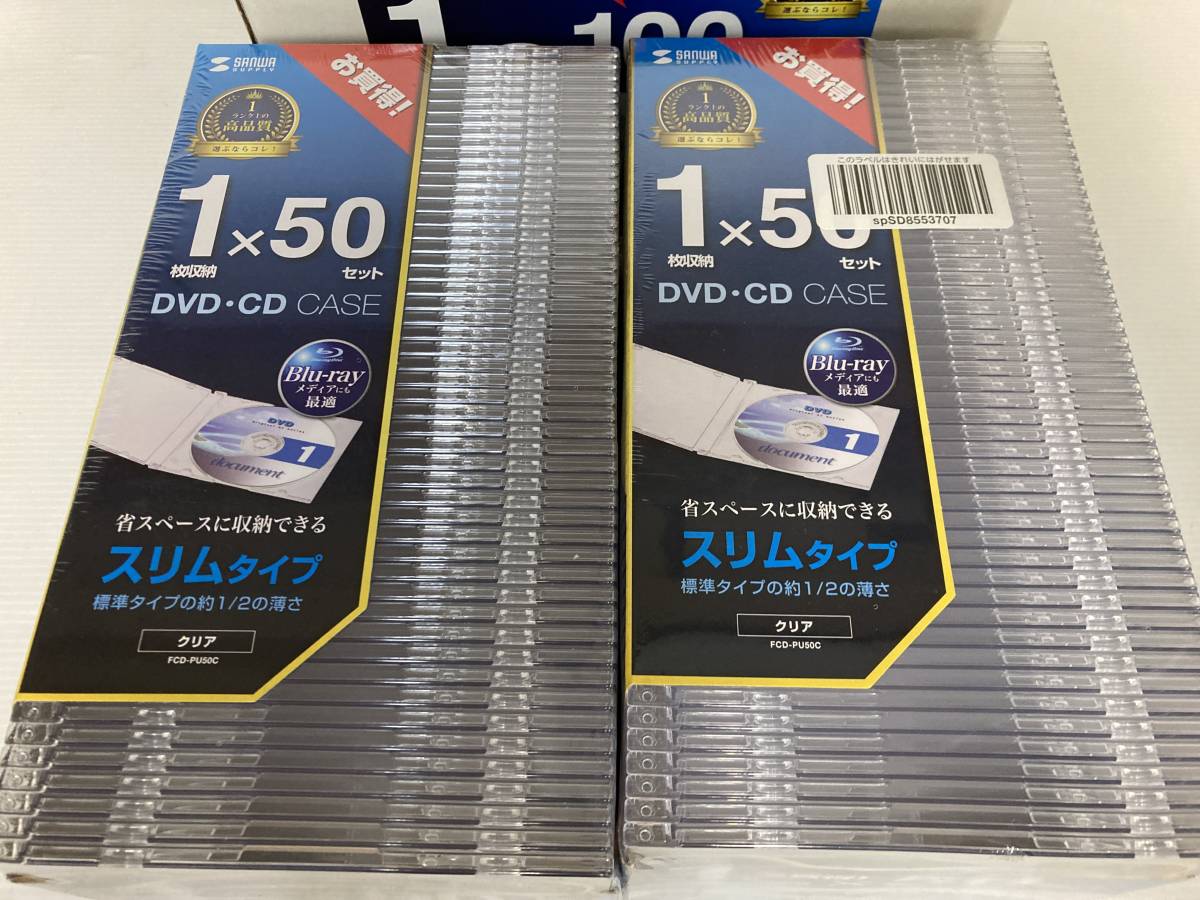 1 100
選ぶならコレ!
SANWA
SUPPLY
お買得!
1
ランク上の
高品質
選ぶならコレ!
1×50
枚収納 セット
DVD・CD CASE
Blu-ray
メディアにも
最適
DVD
1
document
省スペースに収納できる
スリムタイプ
標準タイプの約1/2の薄さ
クリア
FCD-PU50C
SANWA
SUPPLY
お買得!
1
ランク上の
高品質
選ぶならコレ!
このラベルはきれいにはがせます
spSD8553707
1×50
枚収納 セット
DVD・CD CASE
Blu-ray
メディアにも
最適
DVD
1
document
省スペースに収納できる
スリムタイプ
標準タイプの約1/2の薄さ
クリア
FCD-PU50C